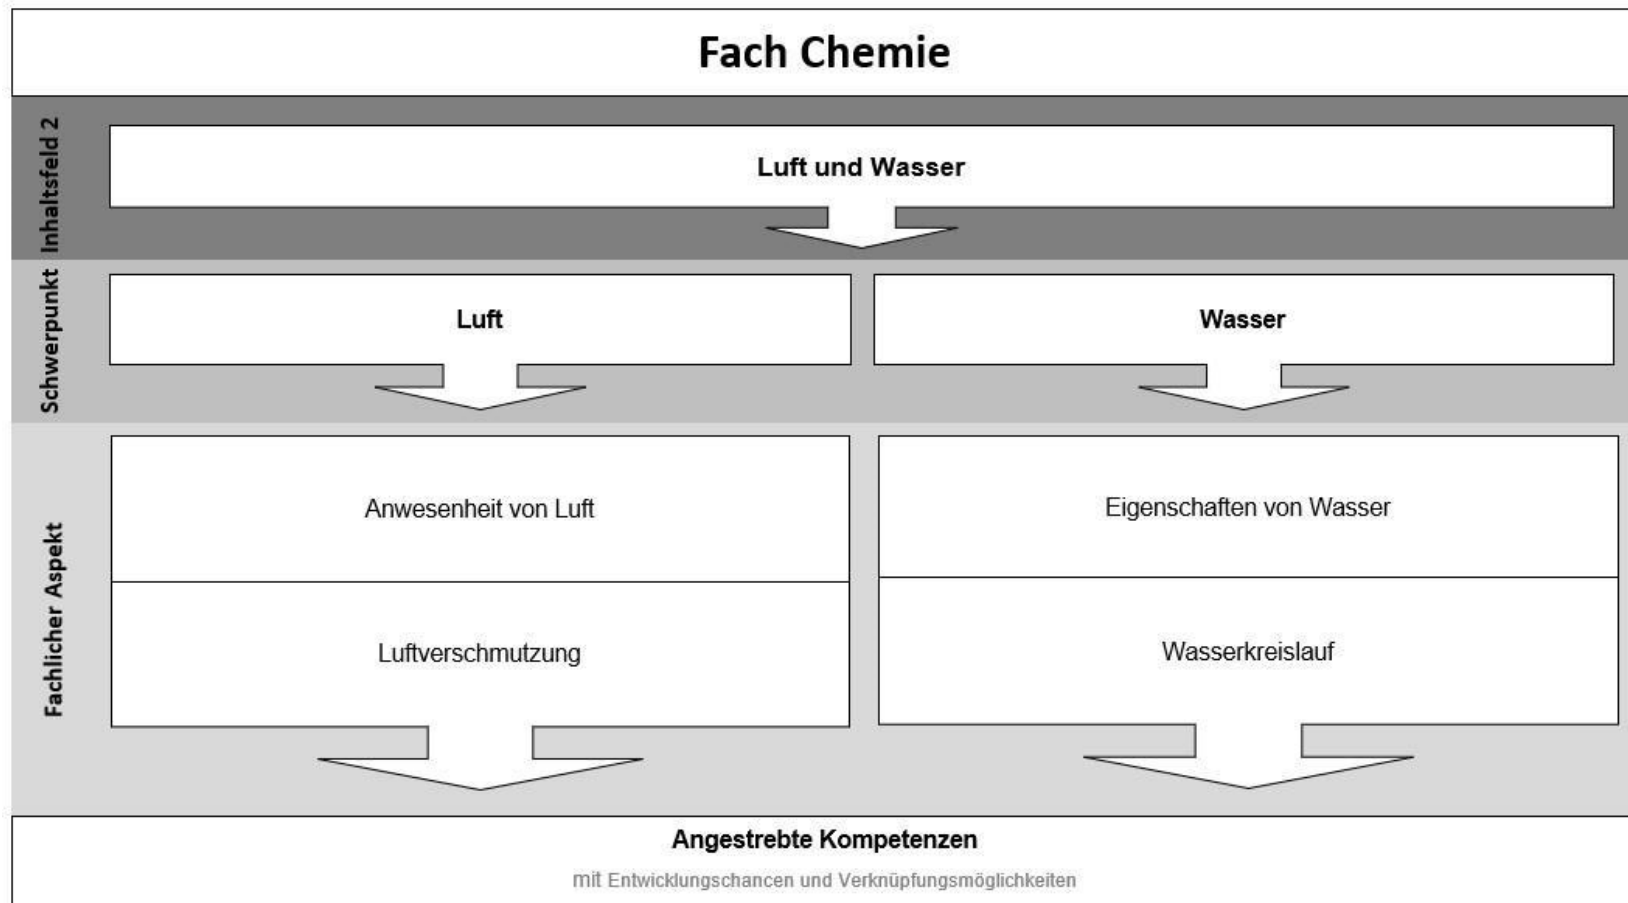 Fach Chemie
Inhaltsfeld 2
Luft und Wasser
Schwerpunkt
Luft
Wasser
Fachlicher Aspekt
Anwesenheit von Luft
Eigenschaften von Wasser
Luftverschmutzung
Wasserkreislauf
Angestrebte Kompetenzen
mit Entwicklungschancen und Verknüpfungsmöglichkeiten